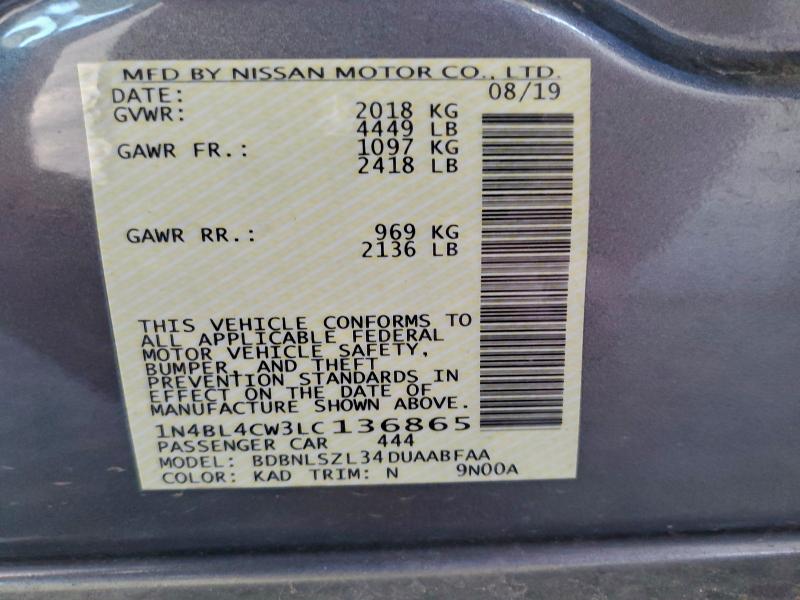 MFD BY NISSAN MOTOR CO., LTD.
DATE: 08/19
GVWR: 2018 KG
4449 LB
GAWR FR.: 1097 KG
2418 LB
GAWR RR.: 969 KG
2136 LB
THIS VEHICLE CONFORMS TO
ALL APPLICABLE FEDERAL
MOTOR VEHICLE SAFETY,
BUMPER, AND THEFT
PREVENTION STANDARDS IN
EFFECT ON THE DATE OF
MANUFACTURE SHOWN ABOVE.
1N4BL4CW3LC136865
PASSENGER CAR 444
MODEL: BDBNLSZL34DUAABFAA
COLOR: KAD TRIM: N 9N00A